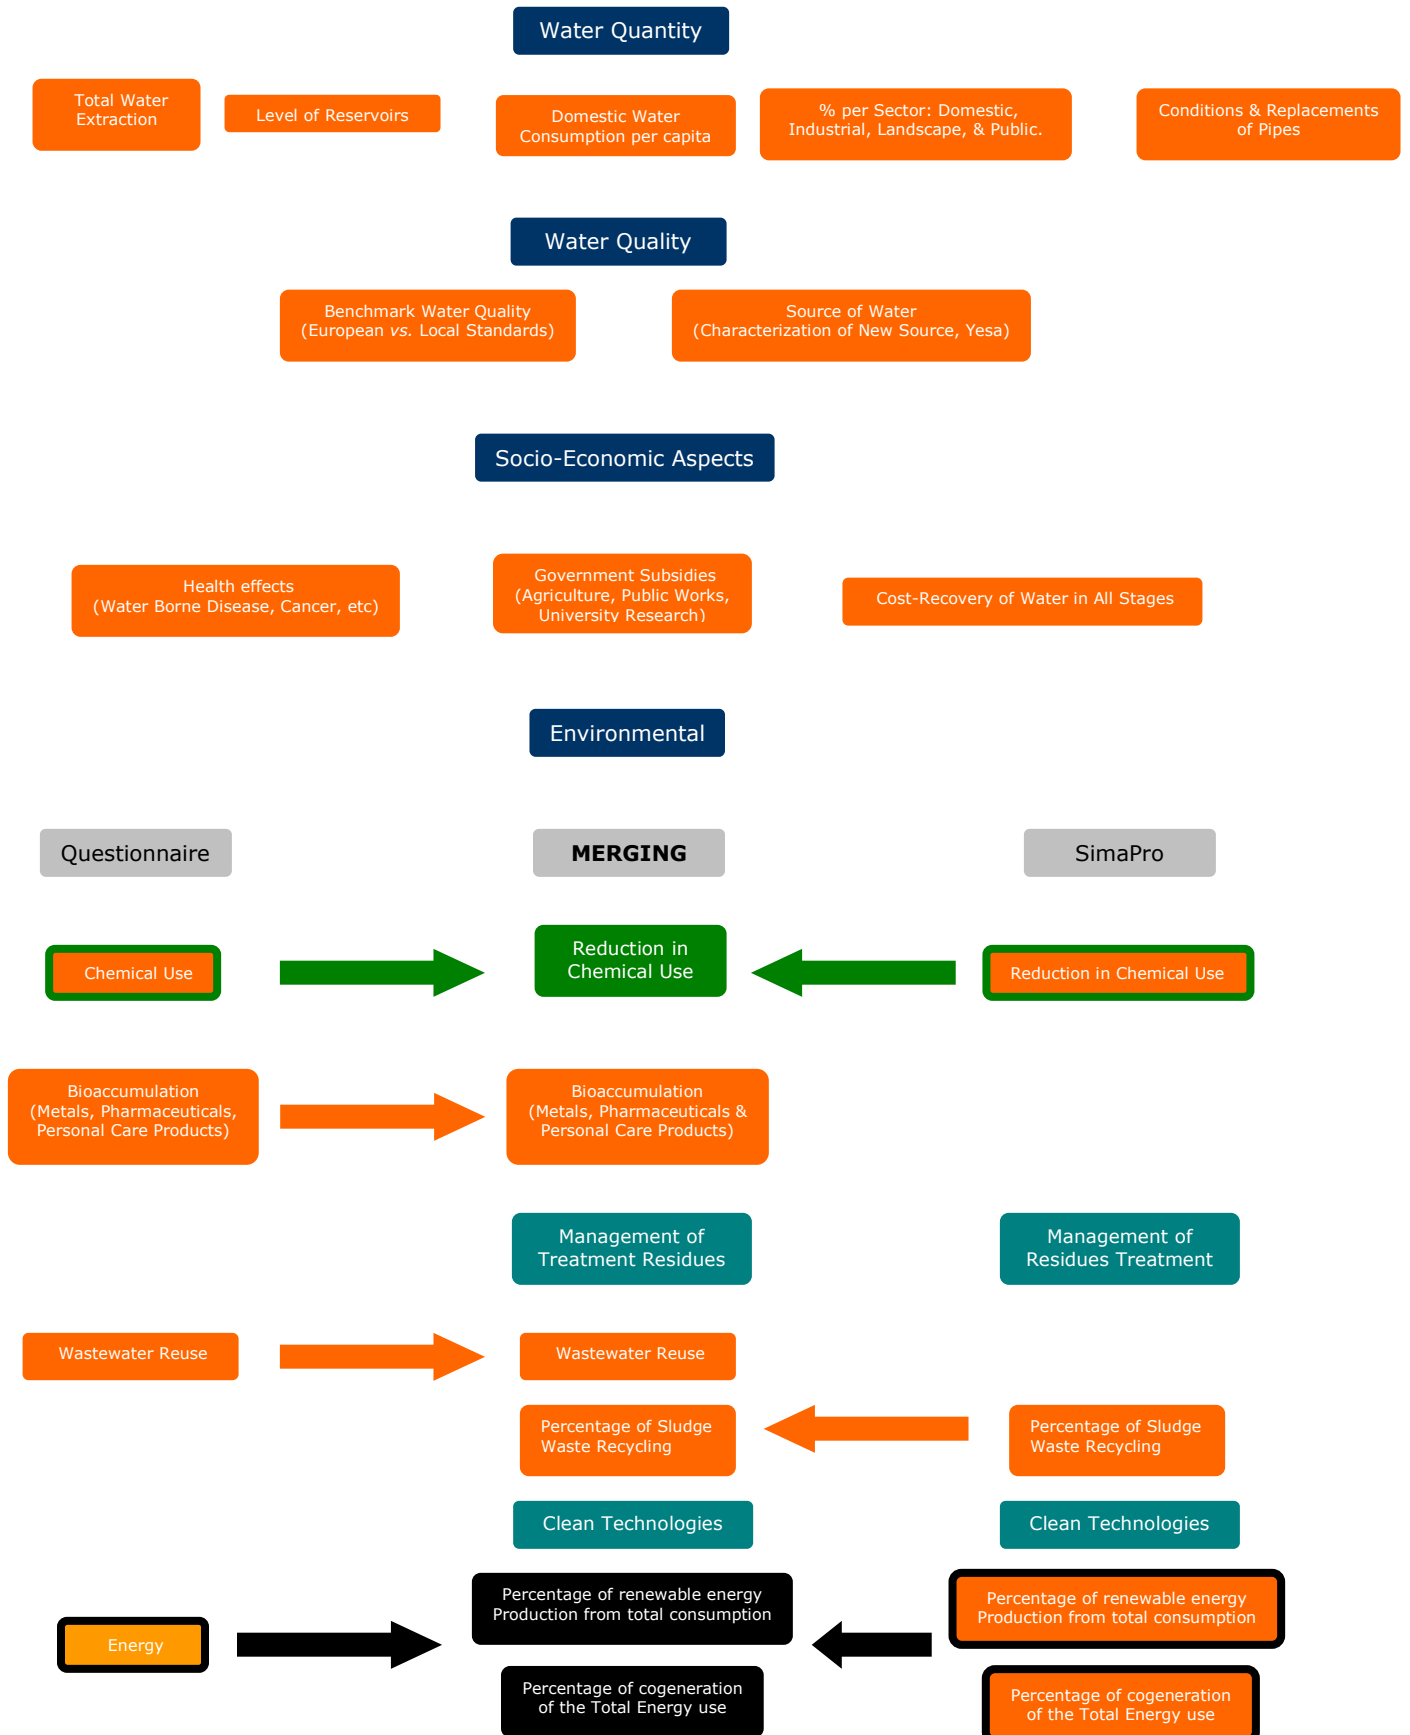 Water Quantity
Total Water
Extraction
Level of Reservoirs
Domestic Water
Consumption per capita
% per Sector: Domestic,
Industrial, Landscape, & Public.
Conditions & Replacements
of Pipes
Water Quality
Benchmark Water Quality
(European vs. Local Standards)
Source of Water
(Characterization of New Source, Yesa)
Socio-Economic Aspects
Health effects
(Water Borne Disease, Cancer, etc)
Government Subsidies
(Agriculture, Public Works,
University Research)
Cost-Recovery of Water in All Stages
Environmental
Questionnaire
MERGING
SimaPro
Chemical Use
Reduction in
Chemical Use
Reduction in Chemical Use
Bioaccumulation
(Metals, Pharmaceuticals,
Personal Care Products)
Bioaccumulation
(Metals, Pharmaceuticals &
Personal Care Products)
Management of
Treatment Residues
Management of
Residues Treatment
Wastewater Reuse
Wastewater Reuse
Percentage of Sludge
Waste Recycling
Percentage of Sludge
Waste Recycling
Clean Technologies
Clean Technologies
Energy
Percentage of renewable energy
Production from total consumption
Percentage of renewable energy
Production from total consumption
Percentage of cogeneration
of the Total Energy use
Percentage of cogeneration
of the Total Energy use